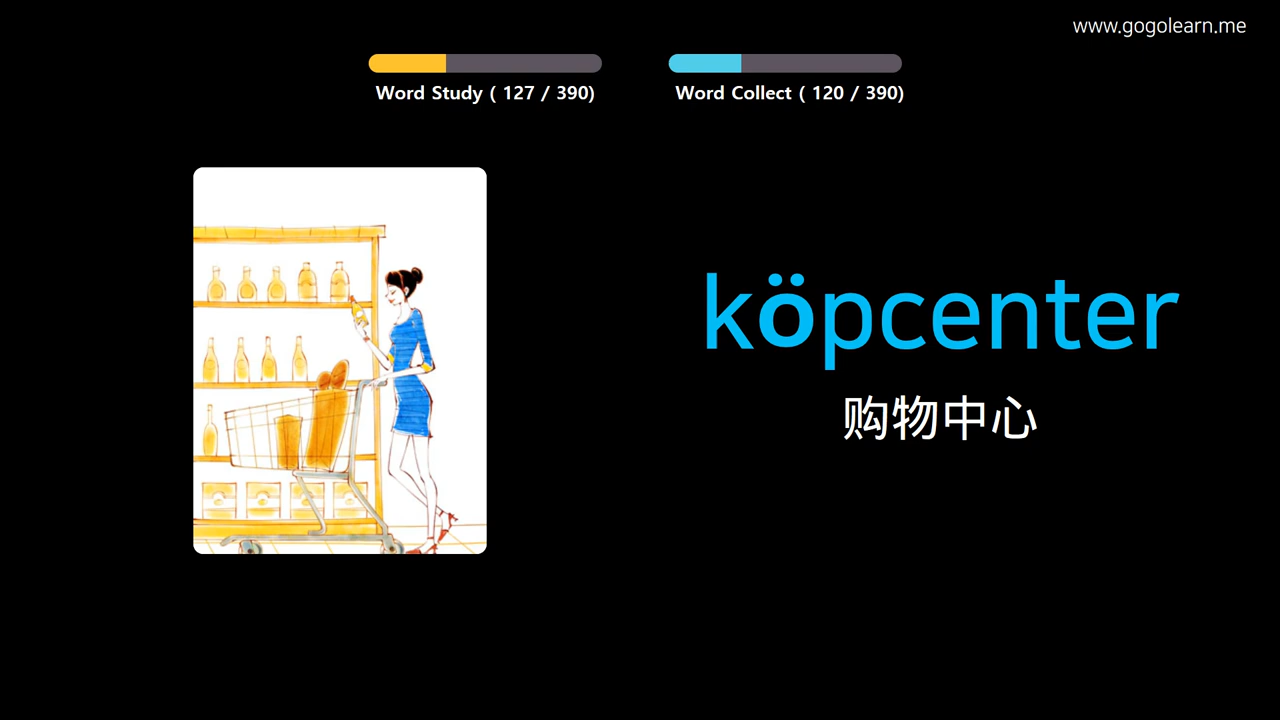 www.gogolearn.me
Word Study ( 127 / 390)
Word Collect ( 120 / 390)
köpcenter
购物中心